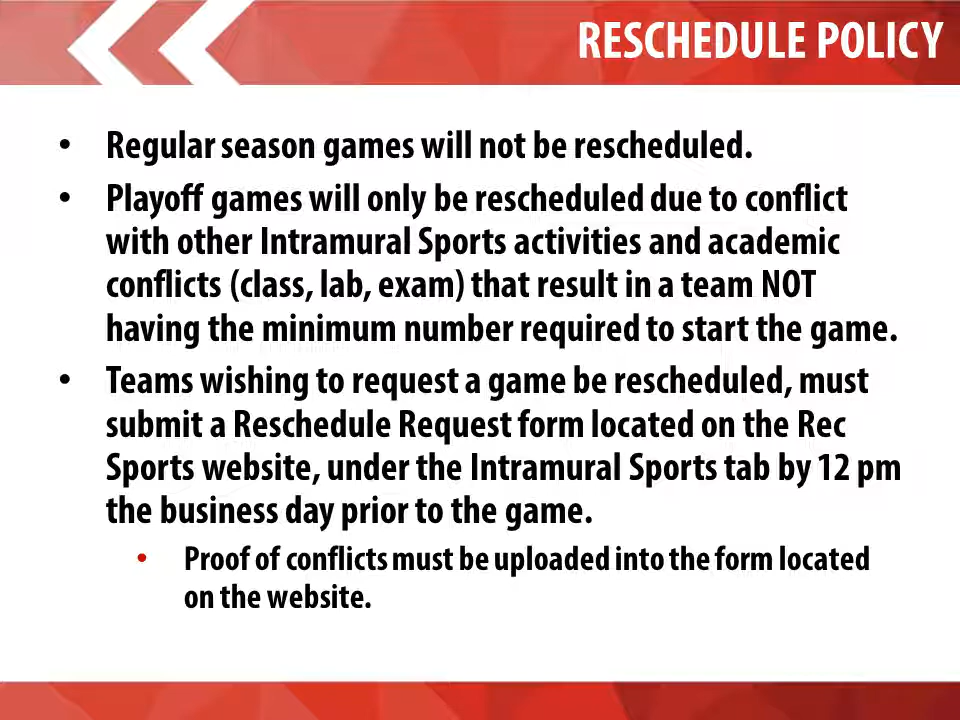 RESCHEDULE POLICY
• Regular season games will not be rescheduled.
• Playoff games will only be rescheduled due to conflict
with other Intramural Sports activities and academic
conflicts (class, lab, exam) that result in a team NOT
having the minimum number required to start the game.
• Teams wishing to request a game be rescheduled, must
submit a Reschedule Request form located on the Rec
Sports website, under the Intramural Sports tab by 12 pm
the business day prior to the game.
• Proof of conflicts must be uploaded into the form located
on the website.